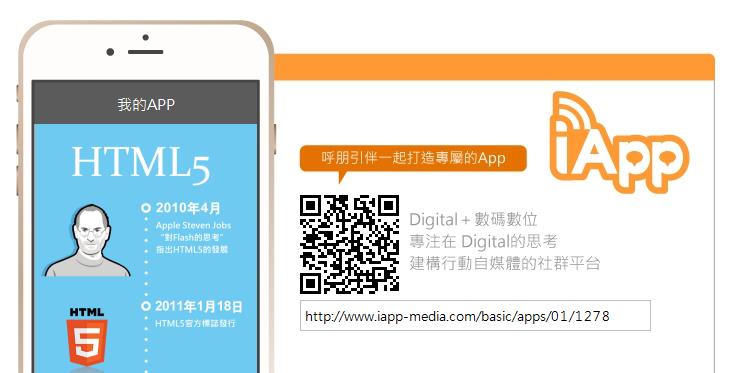 我的APP
HTML5
2010年4月
Apple Steven Jobs
“對Flash的思考”
指出HTML5的發展
HTML
5
2011年1月18日
HTML5官方標誌發行
iApp
呼朋引伴一起打造專屬的App
Digital＋數碼數位
專注在 Digital的思考
建構行動自媒體的社群平台
http://www.iapp-media.com/basic/apps/01/1278